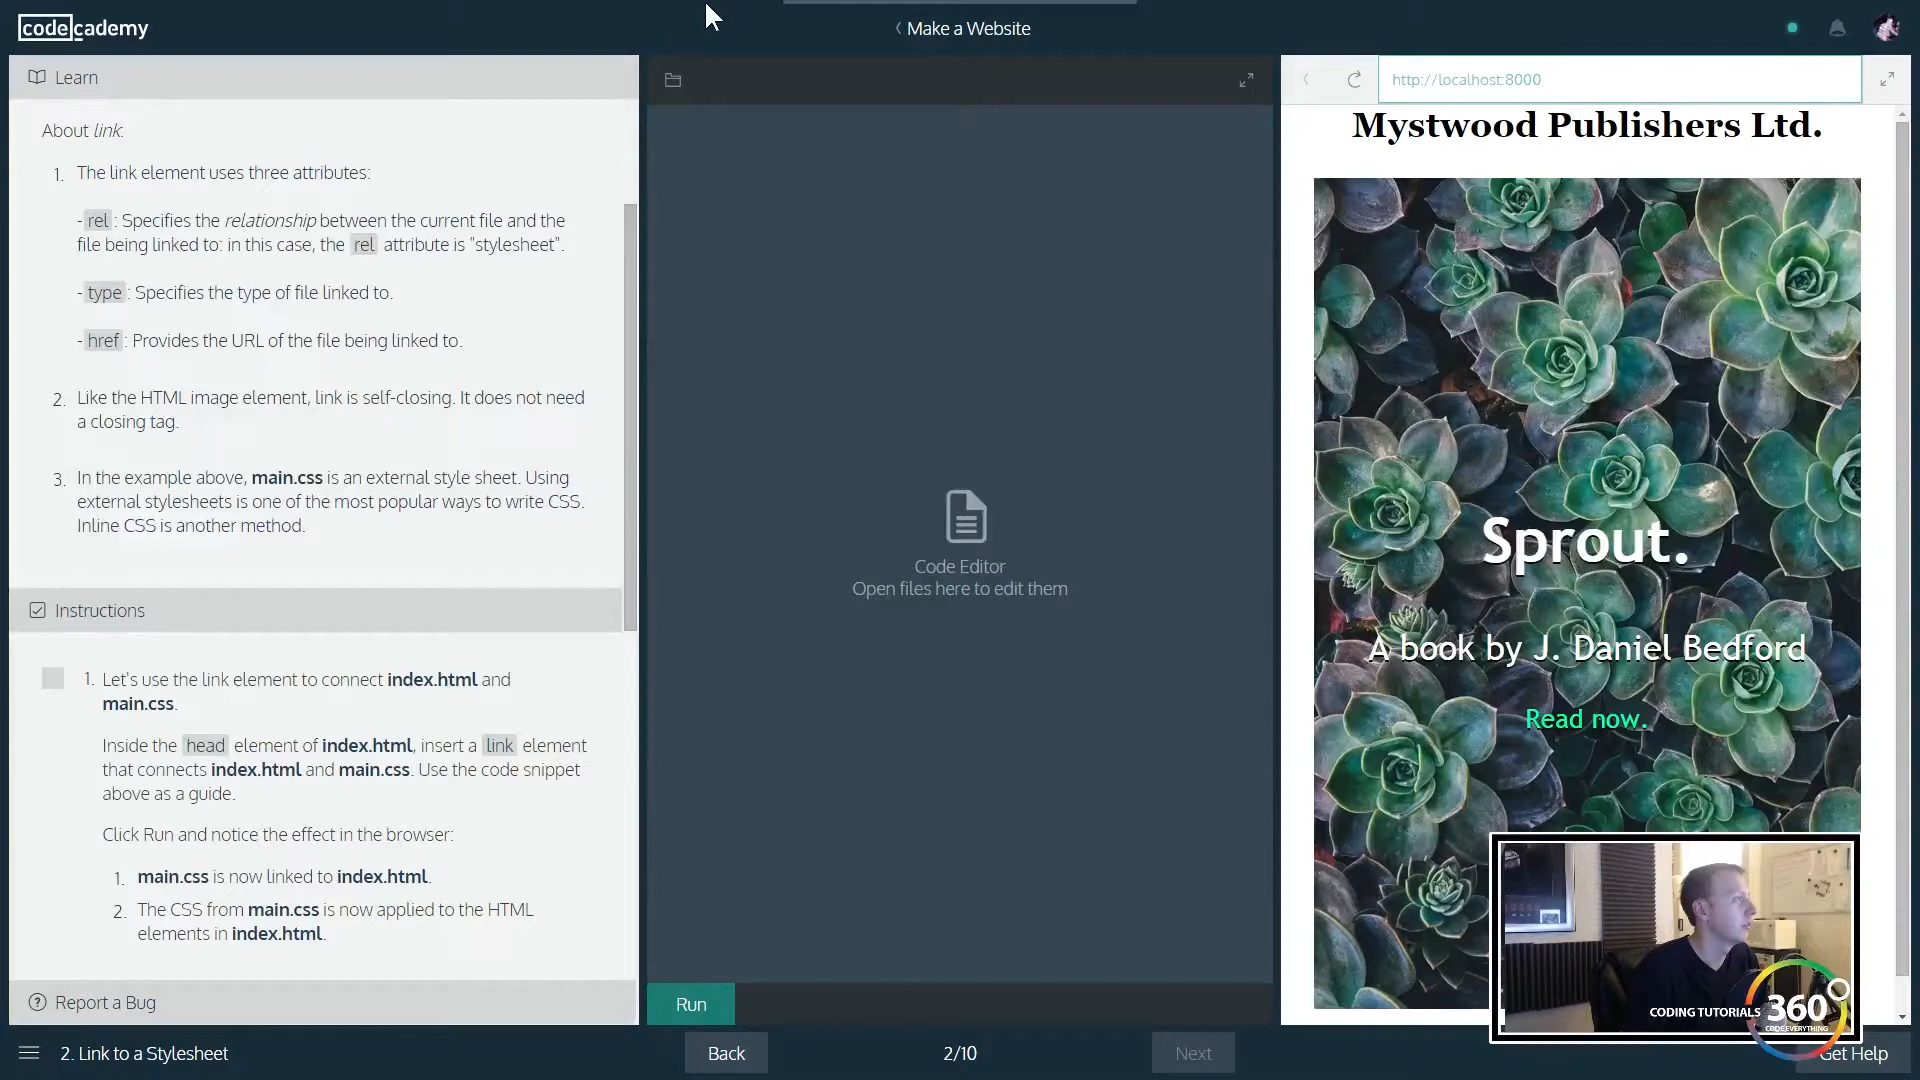 codecademy
Make a Website
Learn
About link:
1. The link element uses three attributes:
- rel : Specifies the relationship between the current file and the
file being linked to: in this case, the rel attribute is "stylesheet".
- type : Specifies the type of file linked to.
- href : Provides the URL of the file being linked to.
2. Like the HTML image element, link is self-closing. It does not need
a closing tag.
3. In the example above, main.css is an external style sheet. Using
external stylesheets is one of the most popular ways to write CSS.
Inline CSS is another method.
Instructions
1. Let's use the link element to connect index.html and
main.css.
Inside the head element of index.html, insert a link element
that connects index.html and main.css. Use the code snippet
above as a guide.
Click Run and notice the effect in the browser:
1. main.css is now linked to index.html.
2. The CSS from main.css is now applied to the HTML
elements in index.html.
Report a Bug
2. Link to a Stylesheet
Code Editor
Open files here to edit them
Run
Back
2/10
Next
http://localhost:8000
Mystwood Publishers Ltd.
Sprout.
A book by J. Daniel Bedford
Read now.
CODING TUTORIALS 360
CODE EVERYTHING
Get Help